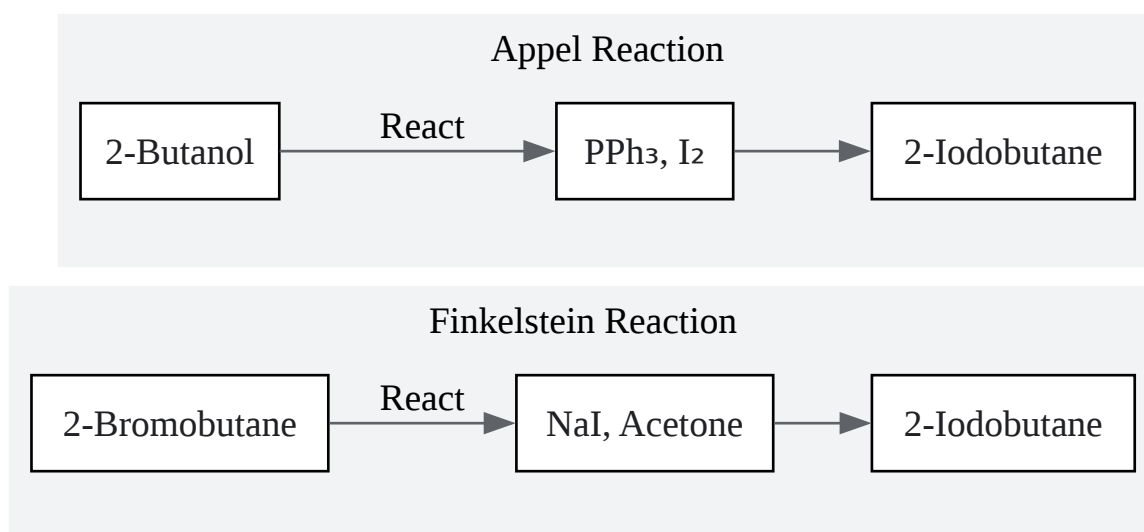 Appel Reaction
React
2-Butanol
PPh₃, I₂
2-Iodobutane
Finkelstein Reaction
React
2-Bromobutane
NaI, Acetone
2-Iodobutane